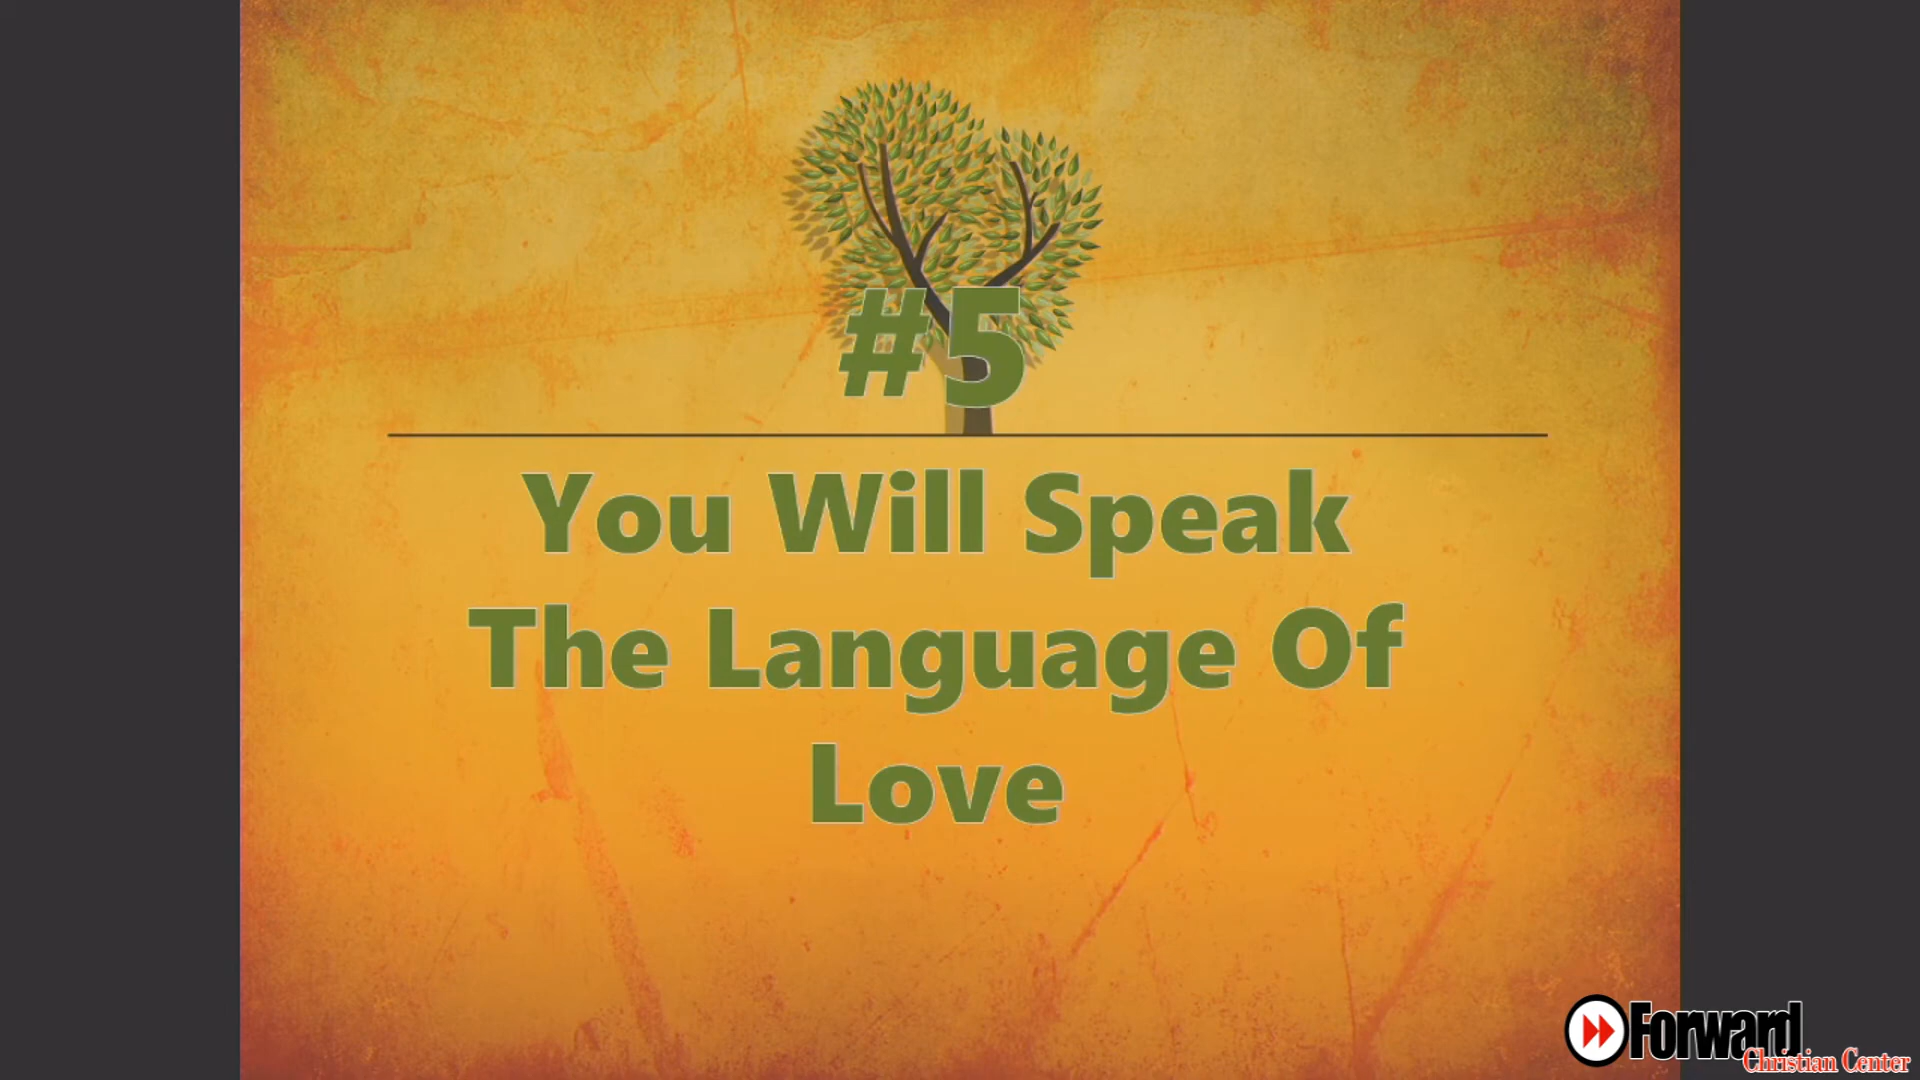 #5
You Will Speak
The Language Of
Love
Forward
Christian Center